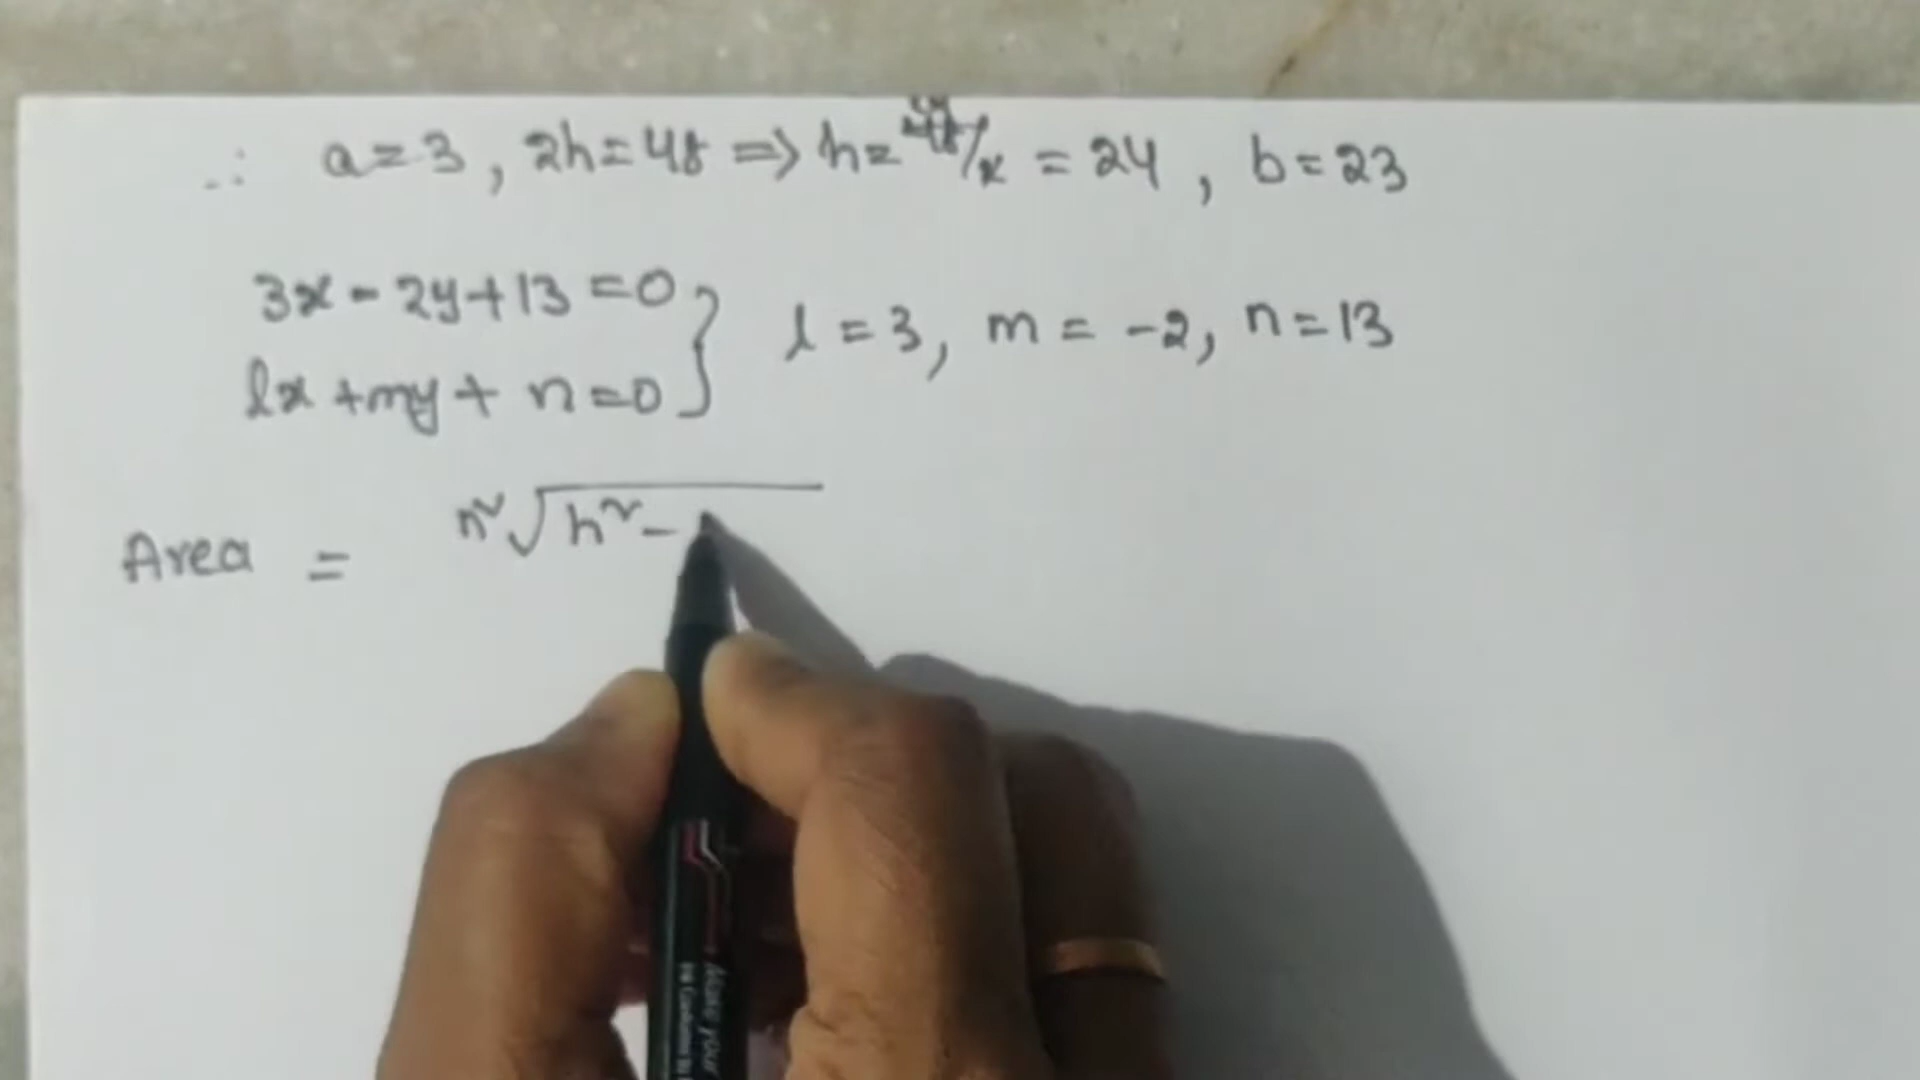 ∴ a=3, 2h=48 ⇒ h= 48/2 = 24, b=23
3x-2y+13=0
lx+my+n=0 } l=3, m=-2, n=13
Area = n²√h²-